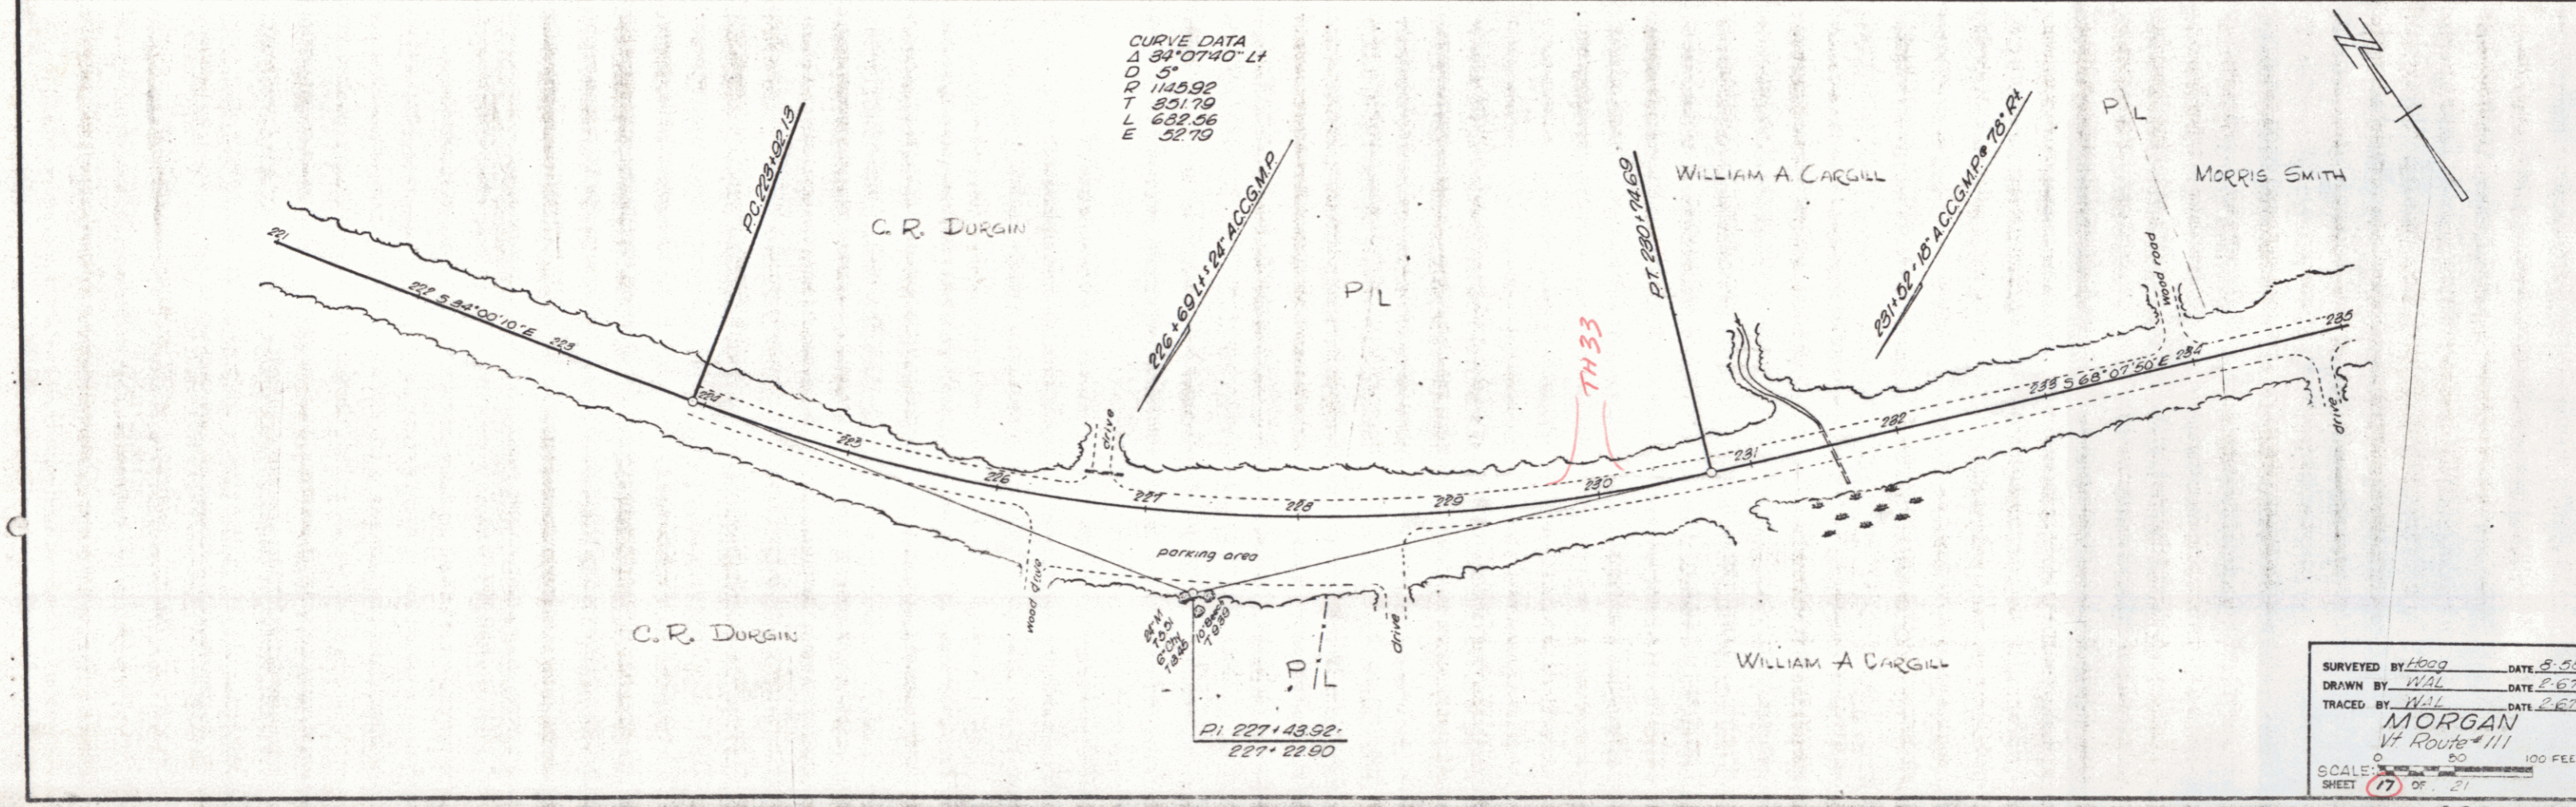 CURVE DATA
Δ 34°07'40" Lt
D 5°
R 1145.92
T 351.79
L 682.56
E 52.79
P.C. 223+92.13
C. R. DURGIN
226+69 Lt s 24" A.C.C.G.M.P.
P L
TH 33
P.T. 230+74.69
WILLIAM A. CARGILL
231+52 - 18" A.C.C.G.M.P. @ 78° Rt.
P L
MORRIS SMITH
wood road
221
222 S 34°00'10" E
223
224
225
226
227
228
229
230
231
232
233 S 68°07'50" E 234
235
drive
drive
parking area
wood drive
drive
C. R. DURGIN
P L
WILLIAM A CARGILL
P.I. 227+43.92
227+22.90
SURVEYED BY Hoag DATE 8-5
DRAWN BY WAL DATE 2-67
TRACED BY WAL DATE 2-67
MORGAN
Vt. Route #111
0 50 100 FEE
SCALE:
SHEET 17 OF 21